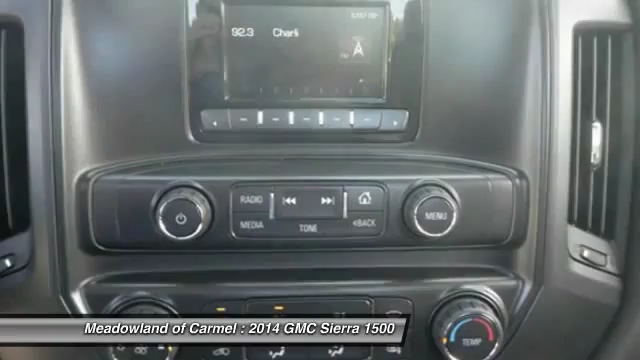 92.3 Charli
RADIO
MEDIA
TONE
<BACK
MENU
Meadowland of Carmel : 2014 GMC Sierra 1500
TEMP